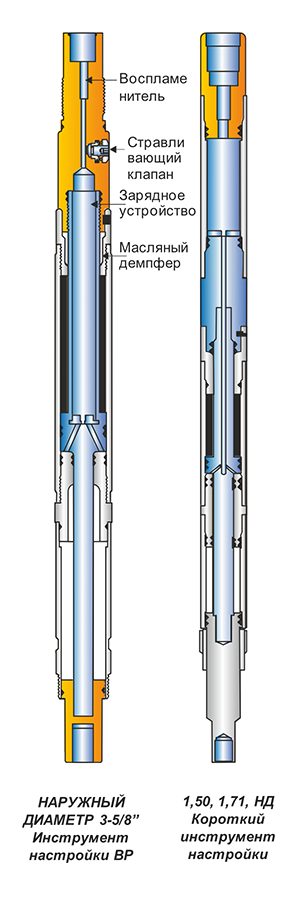 Воспламе
нитель
Стравли
вающий
клапан
Зарядное
устройство
Масляный
демпфер
НАРУЖНЫЙ
ДИАМЕТР 3-5/8”
Инструмент
настройки ВР
1,50, 1,71, НД
Короткий
инструмент
настройки